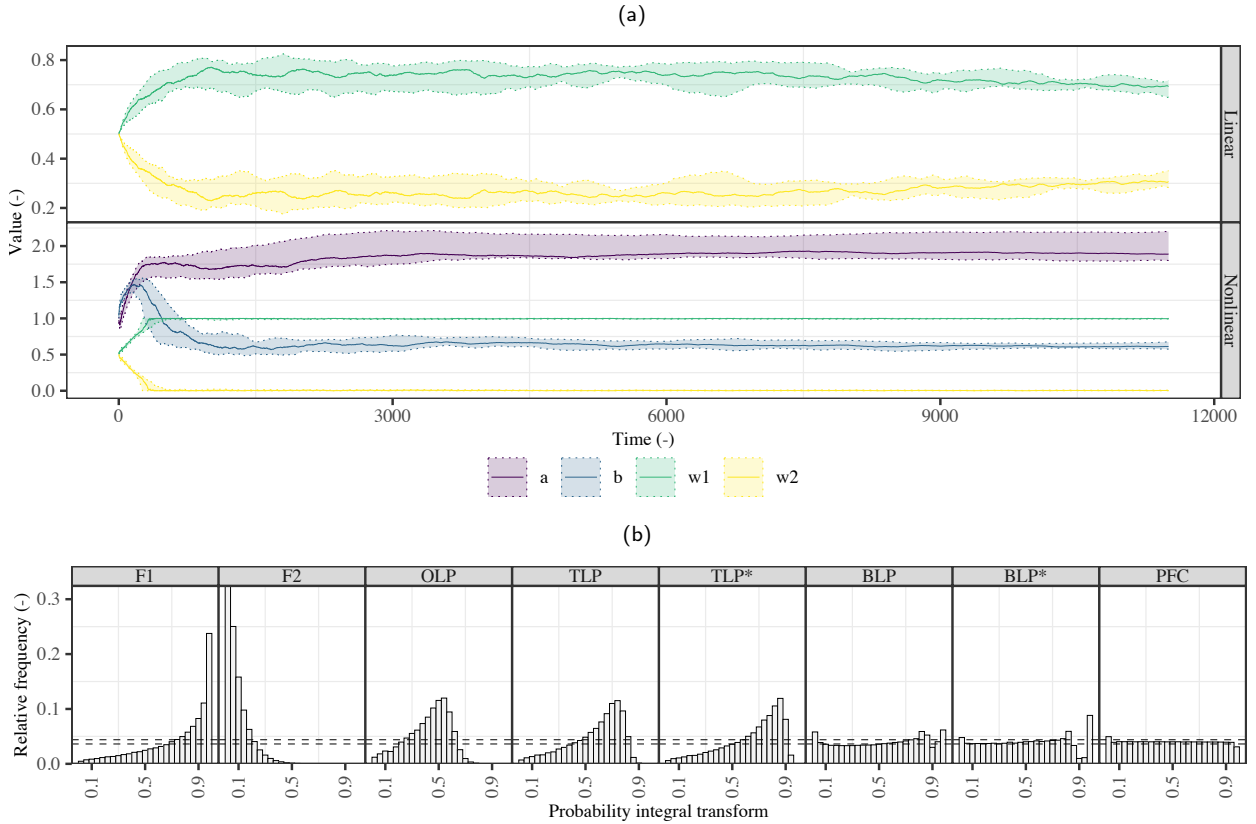 (a)
0.8
0.6
0.4
0.2
Linear
Value (-)
2.0
1.5
1.0
0.5
0.0
Nonlinear
0 3000 6000 9000 12000
Time (-)
a b w1 w2
(b)
F1 F2 OLP TLP TLP* BLP BLP* PFC
0.3
0.2
0.1
0.0
Relative frequency (-)
0.1 0.5 0.9 0.1 0.5 0.9 0.1 0.5 0.9 0.1 0.5 0.9 0.1 0.5 0.9 0.1 0.5 0.9 0.1 0.5 0.9 0.1 0.5 0.9
Probability integral transform